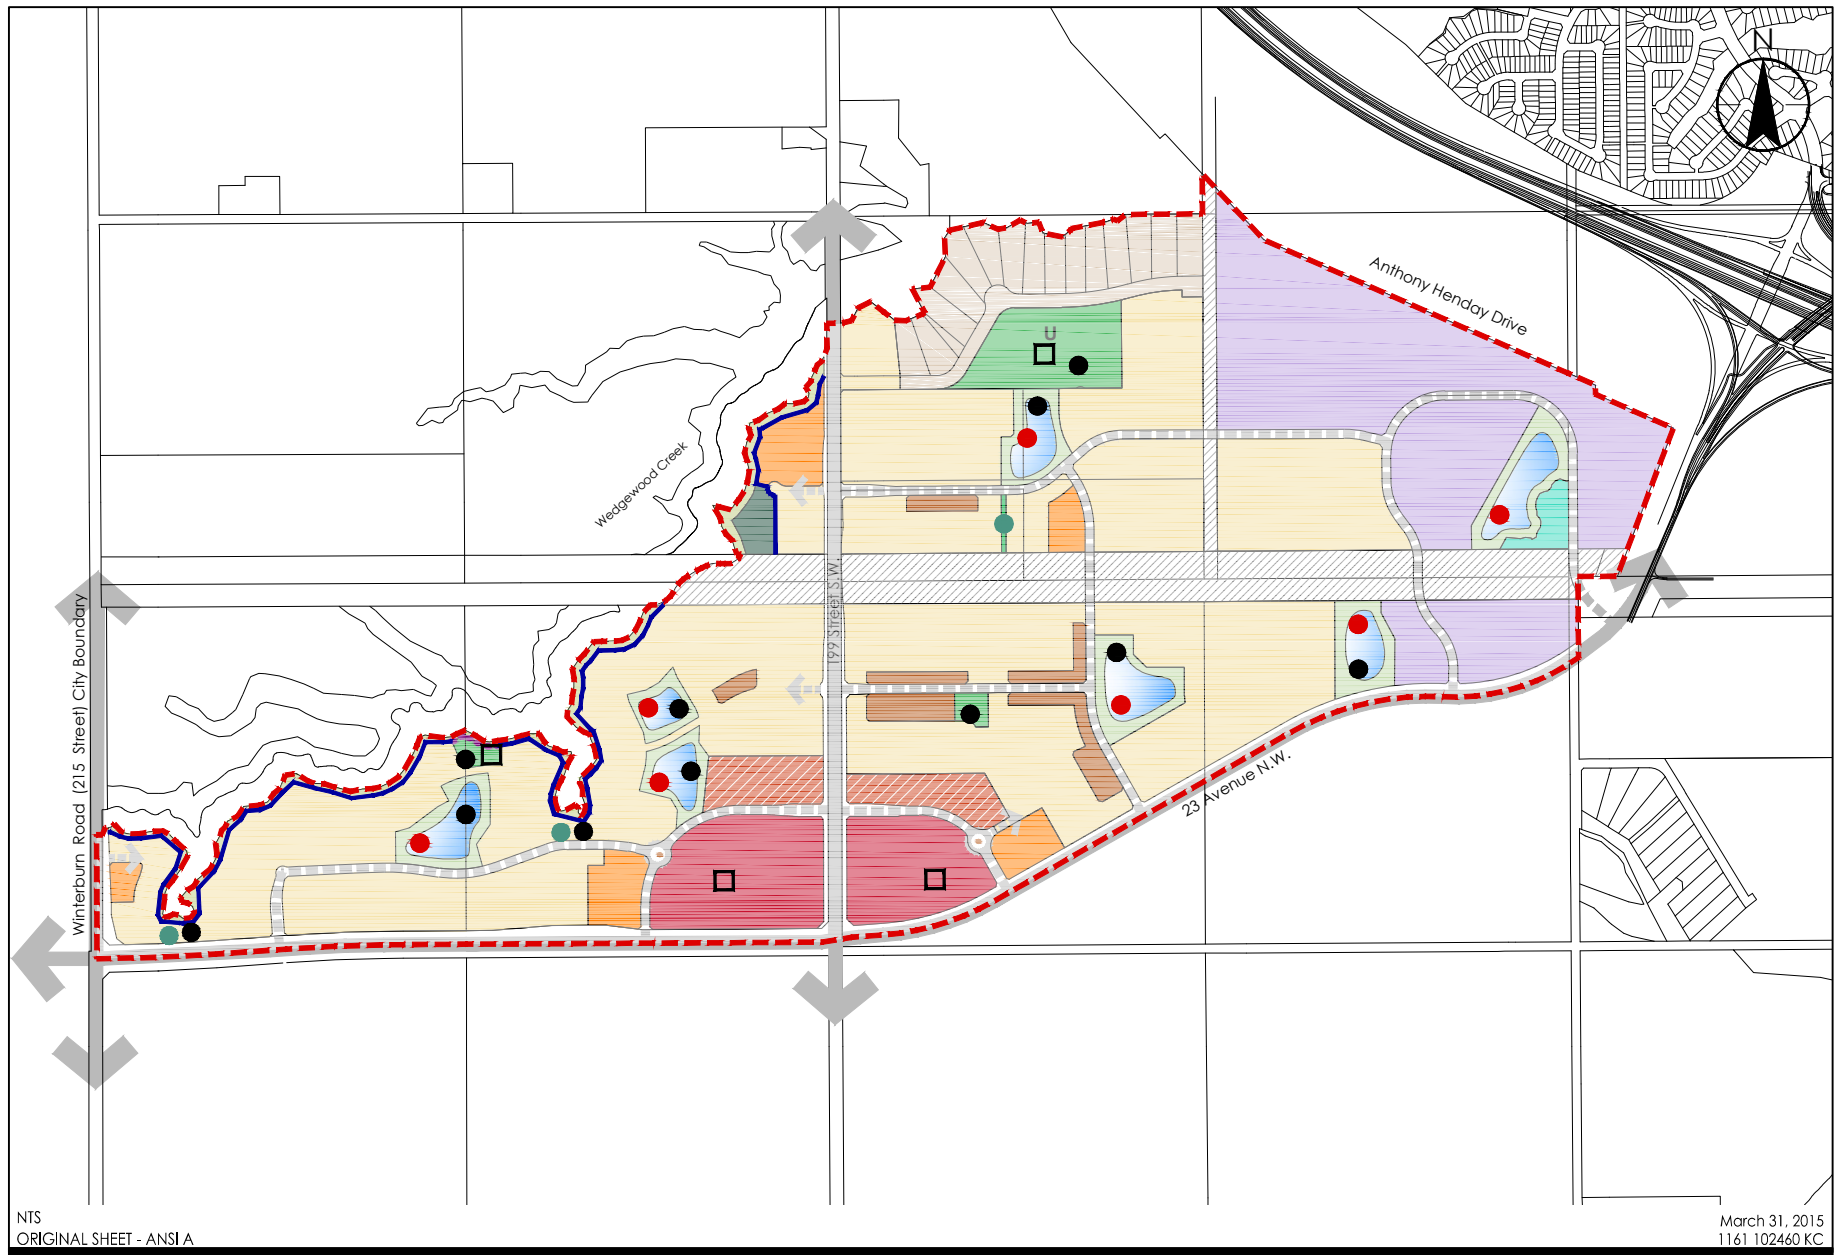 N
Anthony Henday Drive
U
Wedgewood Creek
199 Street S.W.
Winterburn Road (215 Street) City Boundary
23 Avenue N.W.
NTS
ORIGINAL SHEET - ANSI A
March 31, 2015
1161 102460 KC